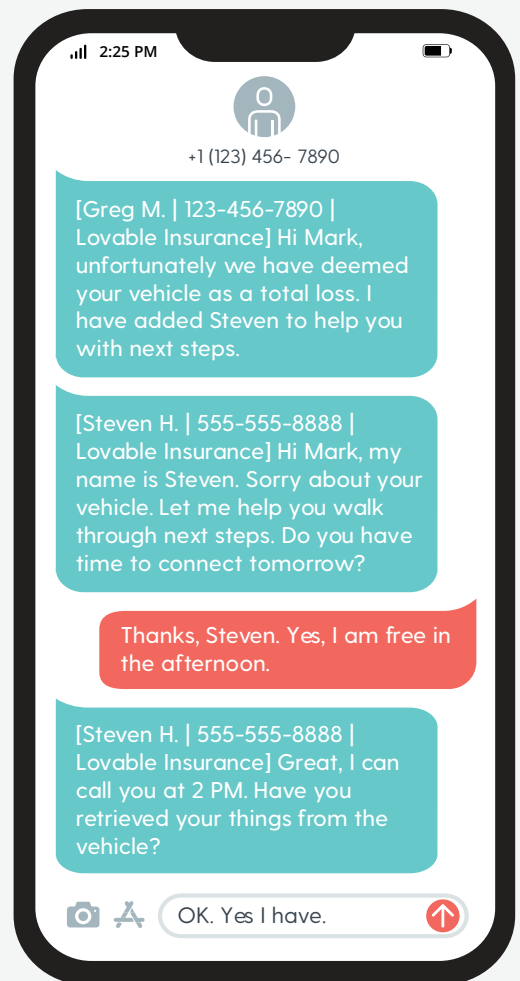 2:25 PM
+1 (123) 456- 7890
[Greg M. | 123-456-7890 |
Lovable Insurance] Hi Mark,
unfortunately we have deemed
your vehicle as a total loss. I
have added Steven to help you
with next steps.
[Steven H. | 555-555-8888 |
Lovable Insurance] Hi Mark, my
name is Steven. Sorry about your
vehicle. Let me help you walk
through next steps. Do you have
time to connect tomorrow?
Thanks, Steven. Yes, I am free in
the afternoon.
[Steven H. | 555-555-8888 |
Lovable Insurance] Great, I can
call you at 2 PM. Have you
retrieved your things from the
vehicle?
OK. Yes I have.